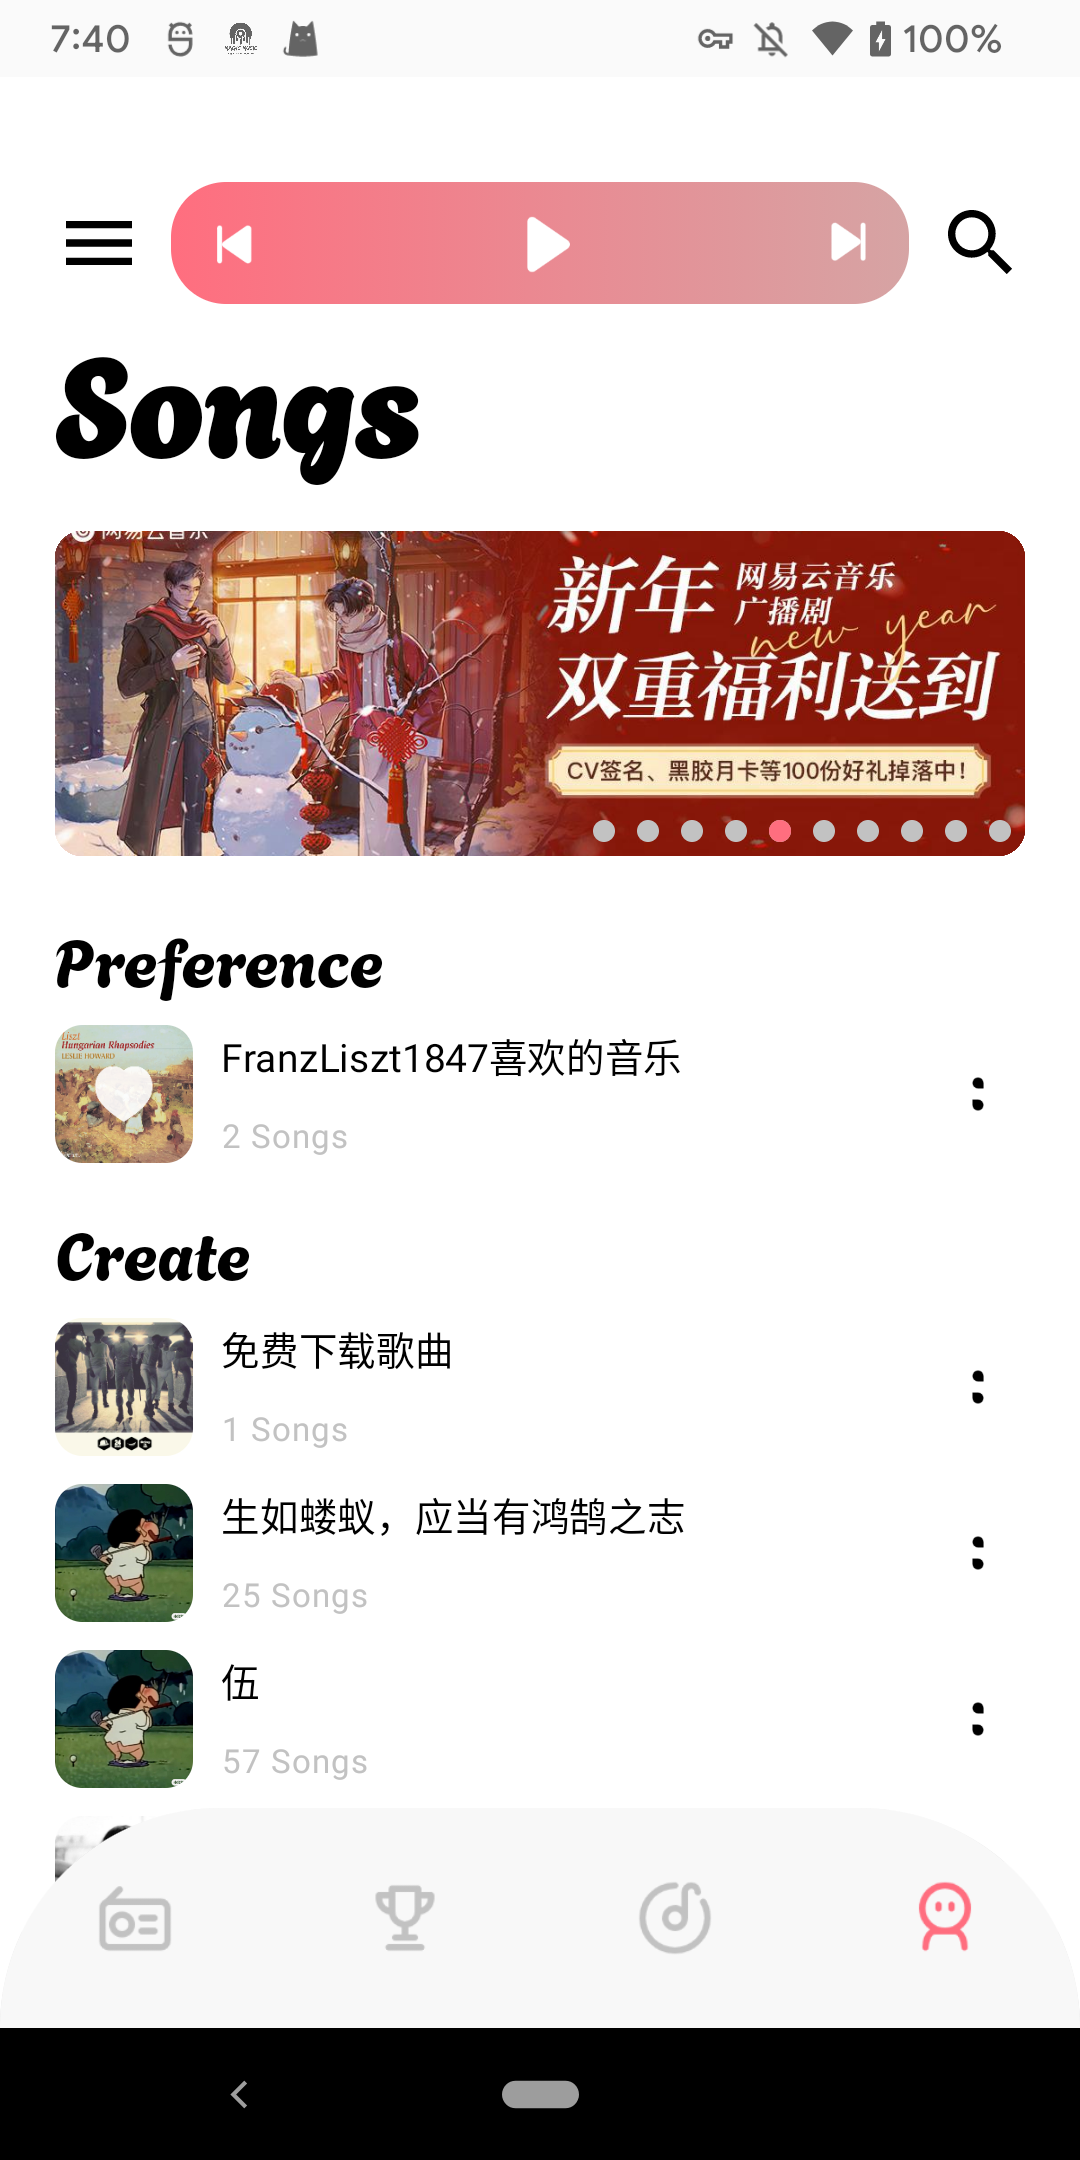 7:40
100%
Songs
网易云音乐
新年 网易云音乐
广播剧
new year
双重福利送到
CV签名、黑胶月卡等100份好礼掉落中!
Preference
Liszt
Hungarian Rhapsodies
LESLIE HOWARD
FranzLiszt1847喜欢的音乐
2 Songs
Create
免费下载歌曲
1 Songs
生如蝼蚁，应当有鸿鹄之志
25 Songs
伍
57 Songs